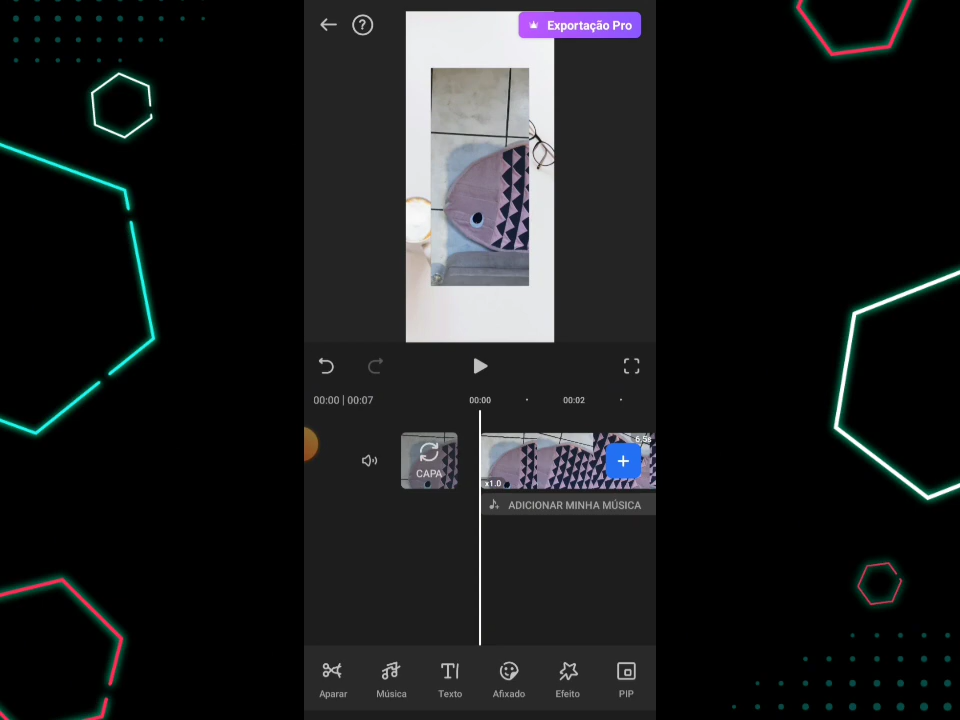 ?
Exportação Pro
00:00 | 00:07
00:00
00:02
6,5s
CAPA
x1.0
ADICIONAR MINHA MÚSICA
Aparar
Música
Texto
Afixado
Efeito
PIP